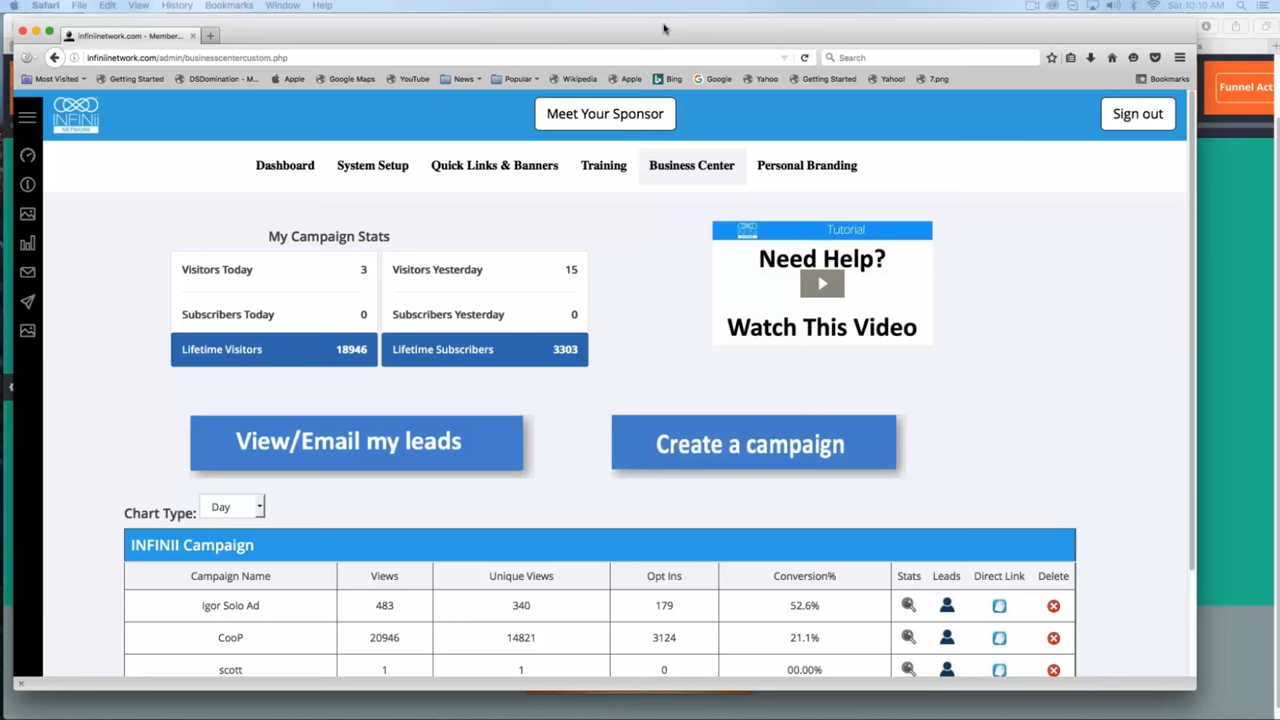 Safari File Edit View History Bookmarks Window Help Sat 10:10 AM
infiniinetwork.com - Member...
infiniinetwork.com/admin/businesscentercustom.php Search
Most Visited Getting Started DSDomination - M... Apple Google Maps YouTube News Popular Wikipedia Apple Bing Google Yahoo Getting Started Yahoo! 7.png Bookmarks
Funnel Act
INFINII NETWORK Meet Your Sponsor Sign out
Dashboard System Setup Quick Links & Banners Training Business Center Personal Branding
My Campaign Stats
Visitors Today 3 Visitors Yesterday 15
Subscribers Today 0 Subscribers Yesterday 0
Lifetime Visitors 18946 Lifetime Subscribers 3303
Tutorial
Need Help?
Watch This Video
View/Email my leads Create a campaign
Chart Type: Day
INFINII Campaign
Campaign Name Views Unique Views Opt Ins Conversion% Stats Leads Direct Link Delete
Igor Solo Ad 483 340 179 52.6%
CooP 20946 14821 3124 21.1%
scott 1 1 0 00.00%